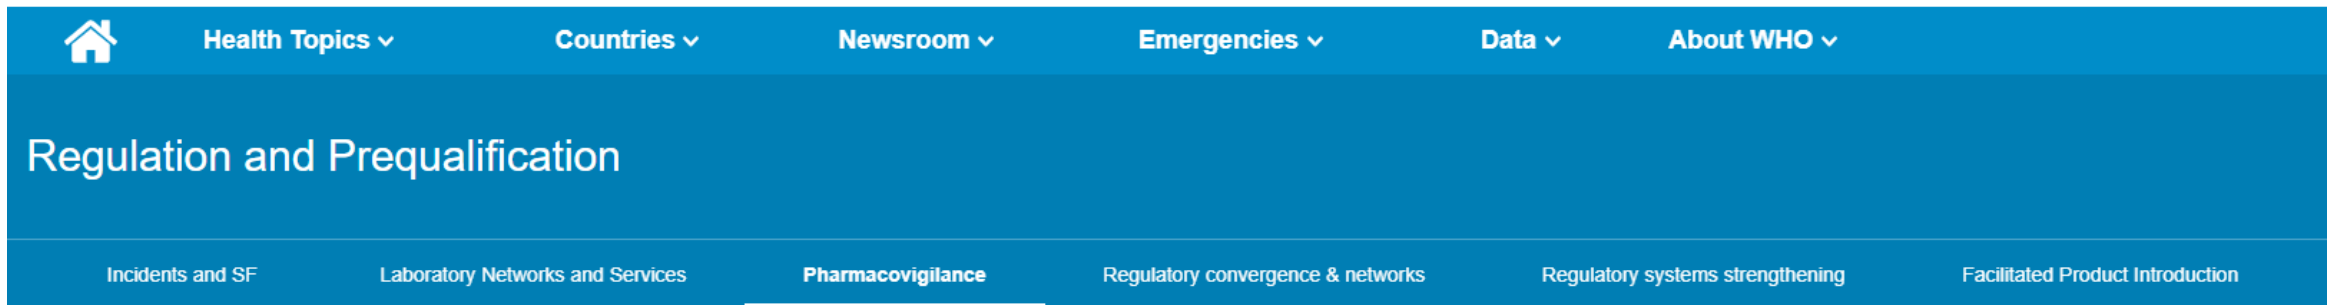 Health Topics Countries Newsroom Emergencies Data About WHO
Regulation and Prequalification
Incidents and SF Laboratory Networks and Services Pharmacovigilance Regulatory convergence & networks Regulatory systems strengthening Facilitated Product Introduction